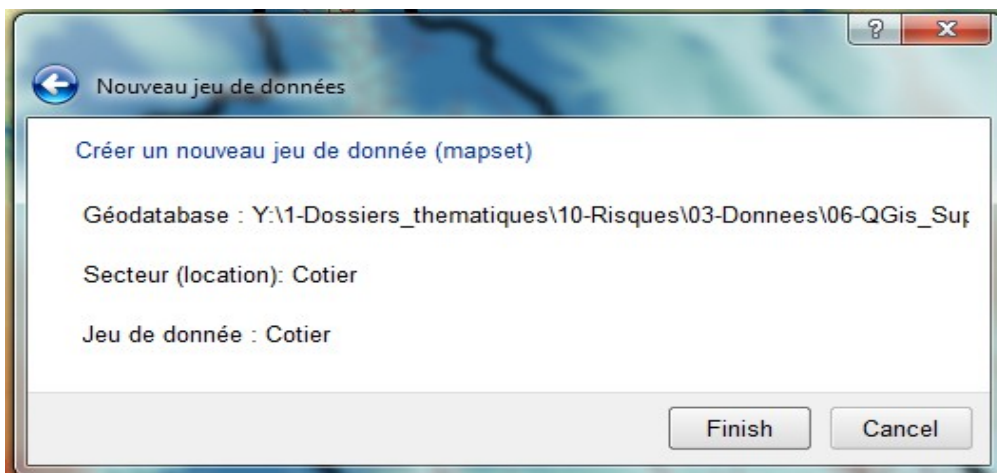 ?
Nouveau jeu de données
Créer un nouveau jeu de donnée (mapset)
Géodatabase : Y:\1-Dossiers_thematiques\10-Risques\03-Donnees\06-QGis_Sup
Secteur (location): Cotier
Jeu de donnée : Cotier
Finish Cancel